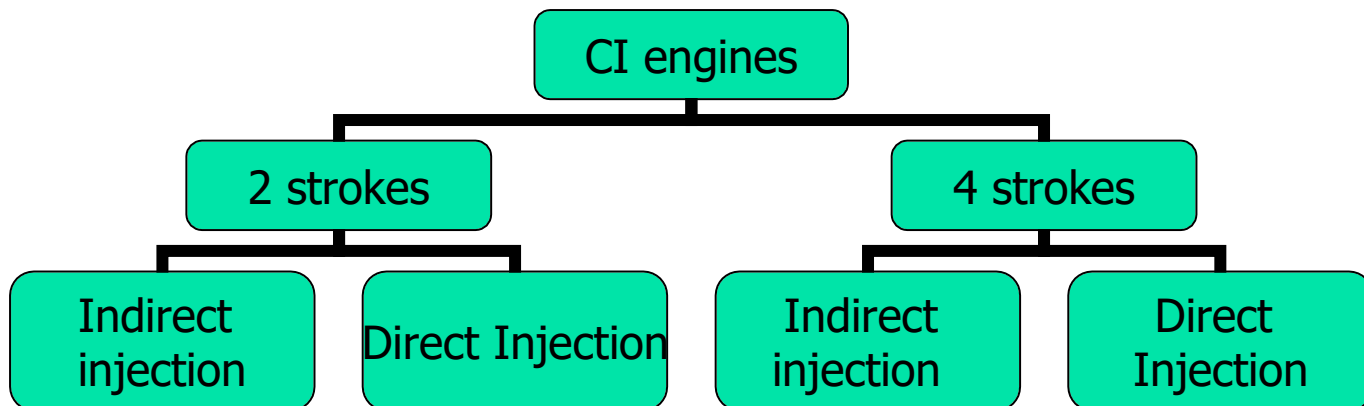 CI engines
2 strokes
4 strokes
Indirect
injection
Direct Injection
Indirect
injection
Direct
Injection